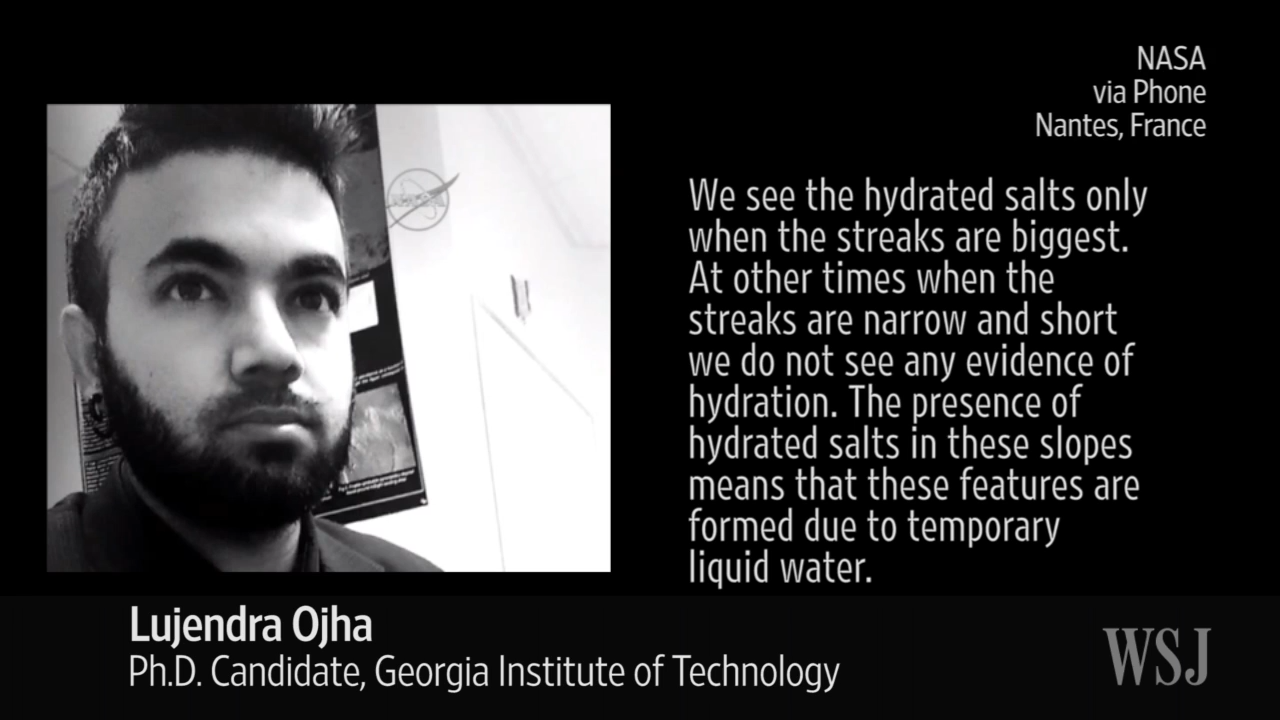 NASA
via Phone
Nantes, France
We see the hydrated salts only
when the streaks are biggest.
At other times when the
streaks are narrow and short
we do not see any evidence of
hydration. The presence of
hydrated salts in these slopes
means that these features are
formed due to temporary
liquid water.
Lujendra Ojha
Ph.D. Candidate, Georgia Institute of Technology
WSJ